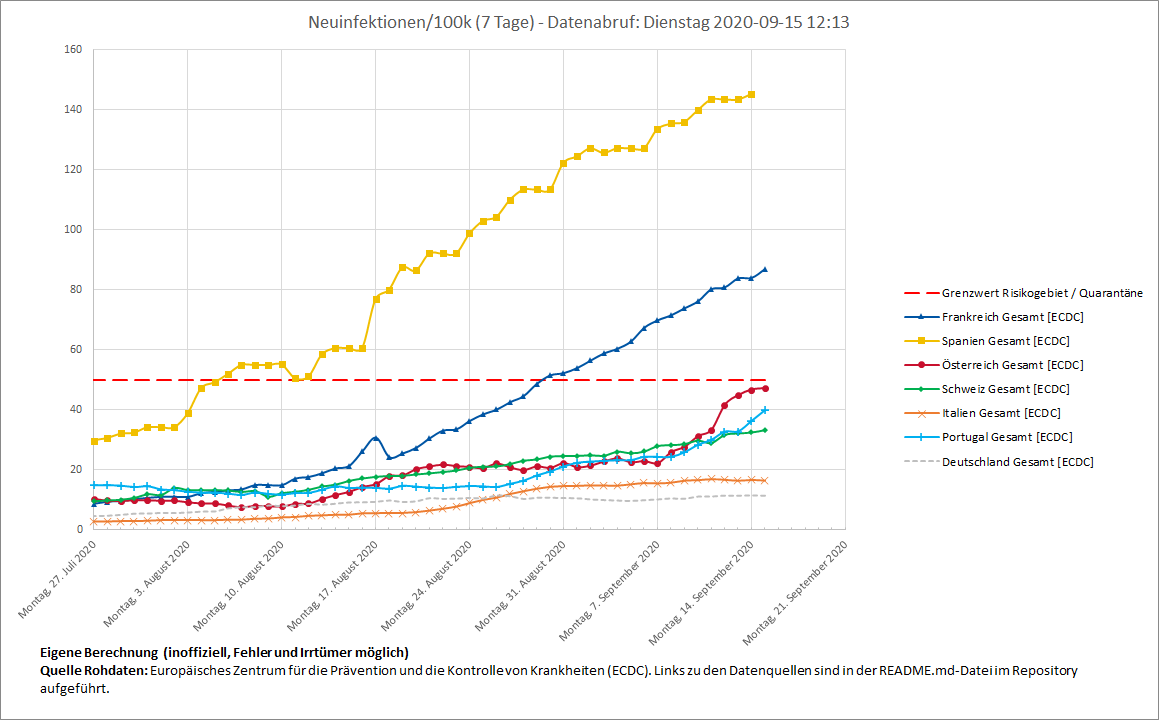 Neuinfektionen/100k (7 Tage) - Datenabruf: Dienstag 2020-09-15 12:13
160
140
120
100
80
60
40
20
0
Montag, 27. Juli 2020
Montag, 3. August 2020
Montag, 10. August 2020
Montag, 17. August 2020
Montag, 24. August 2020
Montag, 31. August 2020
Montag, 7. September 2020
Montag, 14. September 2020
Montag, 21. September 2020
Grenzwert Risikogebiet / Quarantäne
Frankreich Gesamt [ECDC]
Spanien Gesamt [ECDC]
Österreich Gesamt [ECDC]
Schweiz Gesamt [ECDC]
Italien Gesamt [ECDC]
Portugal Gesamt [ECDC]
Deutschland Gesamt [ECDC]
Eigene Berechnung (inoffiziell, Fehler und Irrtümer möglich)
Quelle Rohdaten: Europäisches Zentrum für die Prävention und die Kontrolle von Krankheiten (ECDC). Links zu den Datenquellen sind in der README.md-Datei im Repository
aufgeführt.